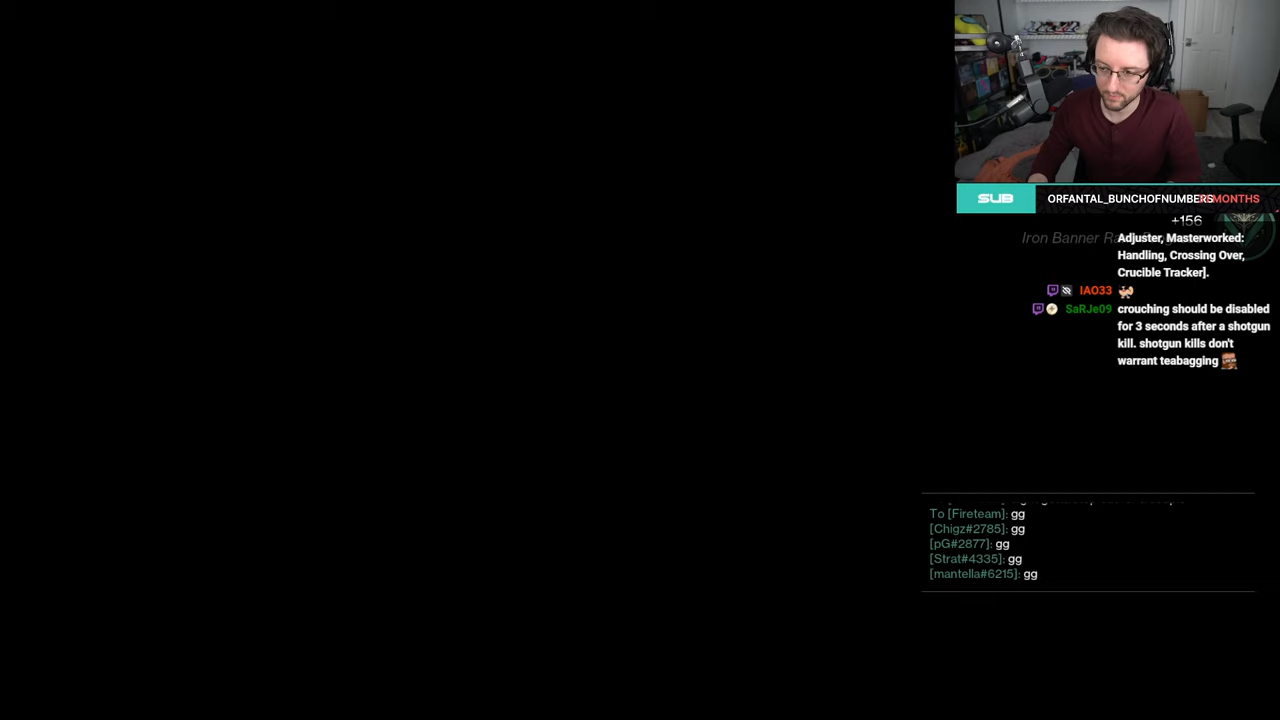 SUB
ORFANTAL_BUNCHOFNUMBERS MONTHS
+156
Iron Banner
Adjuster, Masterworked:
Handling, Crossing Over,
Crucible Tracker].
IAO33
SaRJe09 crouching should be disabled
for 3 seconds after a shotgun
kill. shotgun kills don't
warrant teabagging
To [Fireteam]: gg
[Chigz#2785]: gg
[pG#2877]: gg
[Strat#4335]: gg
[mantella#6215]: gg